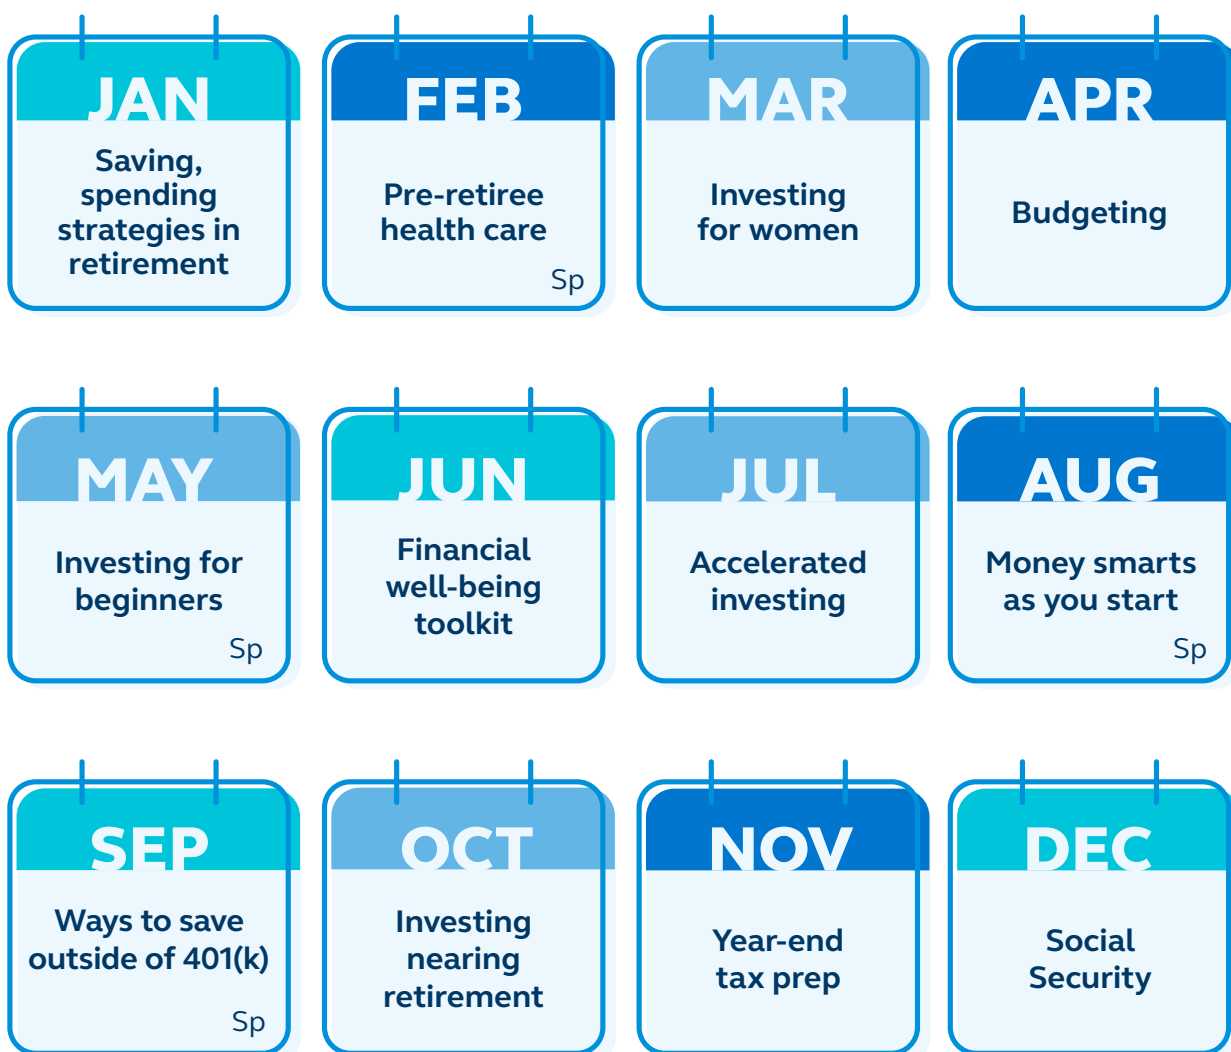 JAN
Saving,
spending
strategies in
retirement
FEB
Pre-retiree
health care
Sp
MAR
Investing
for women
APR
Budgeting
MAY
Investing for
beginners
Sp
JUN
Financial
well-being
toolkit
JUL
Accelerated
investing
AUG
Money smarts
as you start
Sp
SEP
Ways to save
outside of 401(k)
Sp
OCT
Investing
nearing
retirement
NOV
Year-end
tax prep
DEC
Social
Security